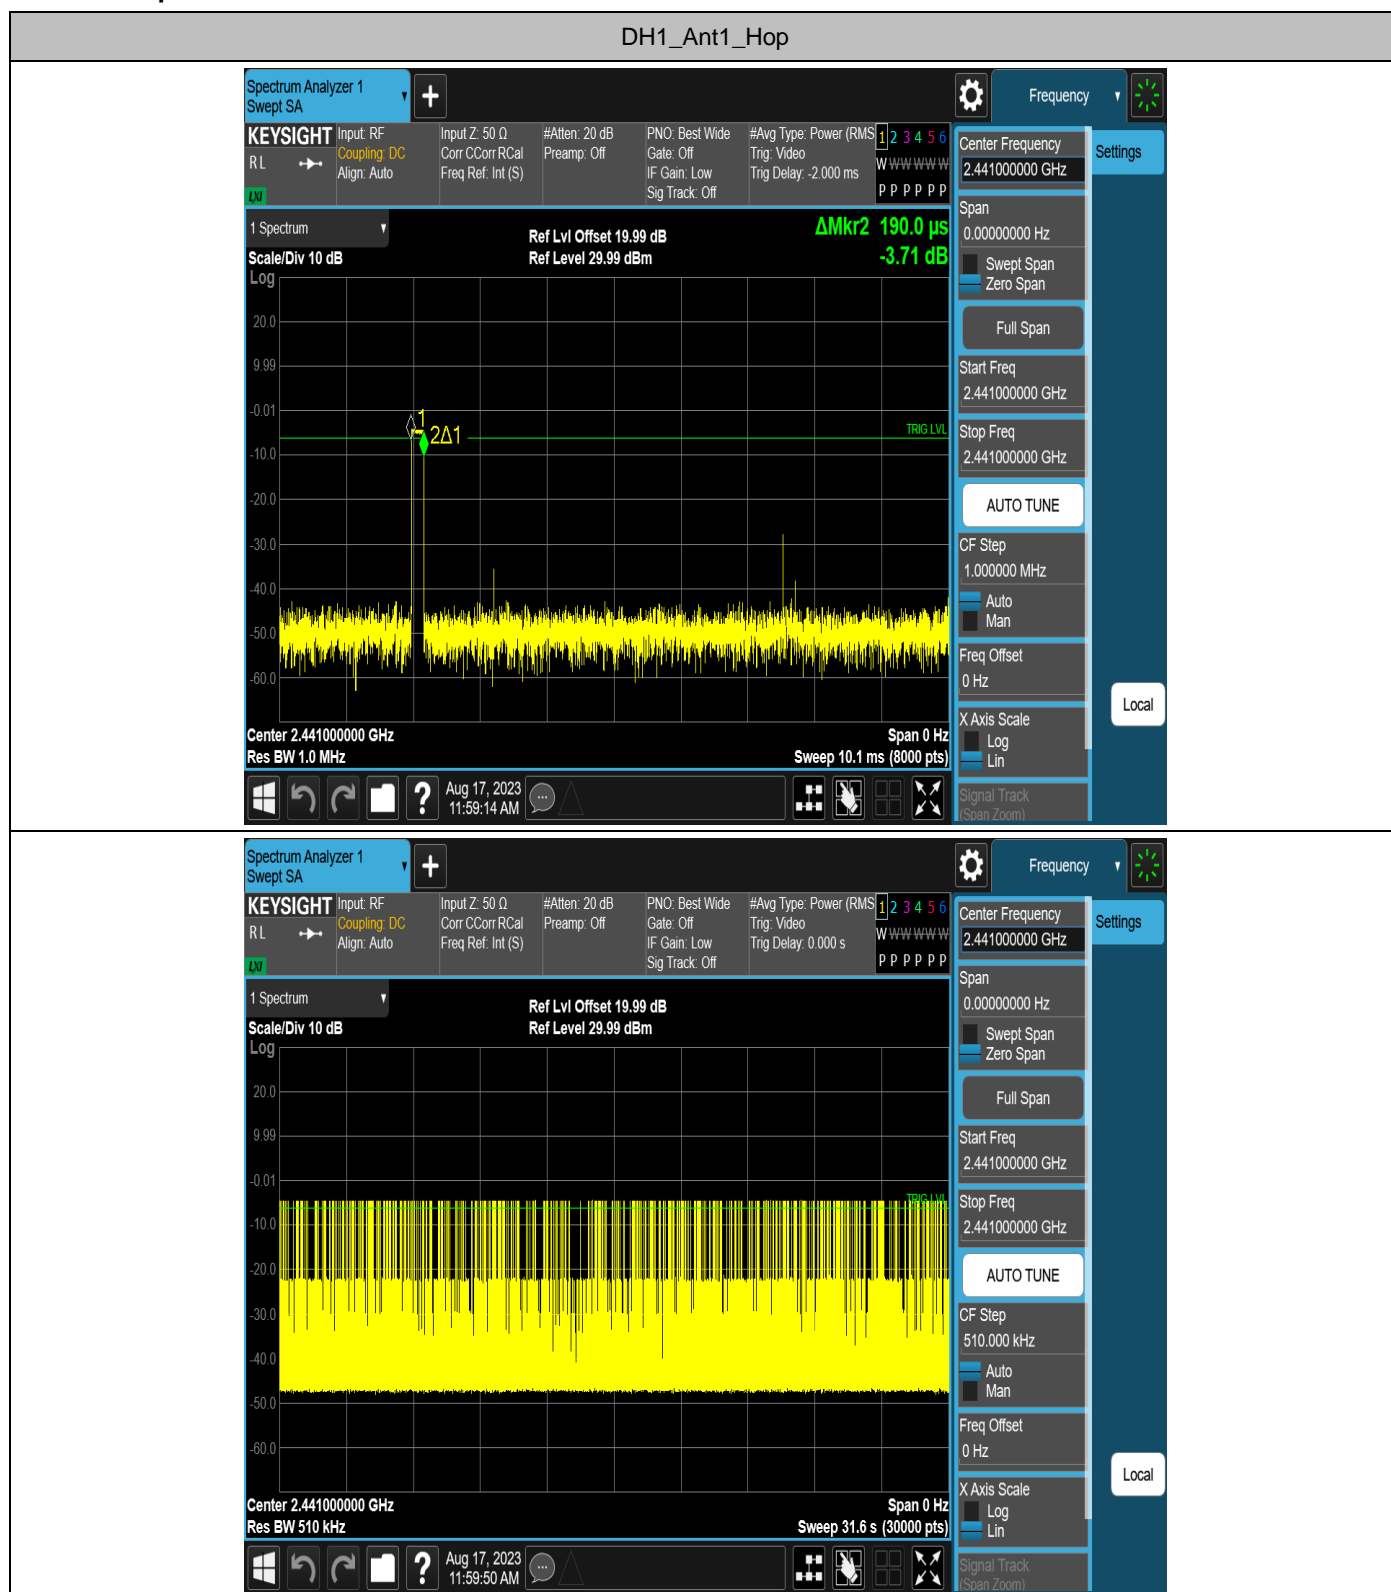 DH1_Ant1_Hop
Spectrum Analyzer 1
Swept SA
Frequency
KEYSIGHT
RL
LXI
Input: RF
Coupling: DC
Align: Auto
Input Z: 50 Ω
Corr CCorr RCal
Freq Ref: Int (S)
#Atten: 20 dB
Preamp: Off
PNO: Best Wide
Gate: Off
IF Gain: Low
Sig Track: Off
#Avg Type: Power (RMS
Trig: Video
Trig Delay: -2.000 ms
1 2 3 4 5 6
W W W W W W
P P P P P P
1 Spectrum
Scale/Div 10 dB
Log
Ref Lvl Offset 19.99 dB
Ref Level 29.99 dBm
ΔMkr2 190.0 µs
-3.71 dB
20.0
9.99
-0.01
-10.0
-20.0
-30.0
-40.0
-50.0
-60.0
1
2Δ1
TRIG LVL
Center 2.441000000 GHz
Res BW 1.0 MHz
Span 0 Hz
Sweep 10.1 ms (8000 pts)
Aug 17, 2023
11:59:14 AM
Center Frequency
2.441000000 GHz
Settings
Span
0.00000000 Hz
Swept Span
Zero Span
Full Span
Start Freq
2.441000000 GHz
Stop Freq
2.441000000 GHz
AUTO TUNE
CF Step
1.000000 MHz
Auto
Man
Freq Offset
0 Hz
X Axis Scale
Log
Lin
Signal Track
(Span Zoom)
Local
Spectrum Analyzer 1
Swept SA
Frequency
KEYSIGHT
RL
LXI
Input: RF
Coupling: DC
Align: Auto
Input Z: 50 Ω
Corr CCorr RCal
Freq Ref: Int (S)
#Atten: 20 dB
Preamp: Off
PNO: Best Wide
Gate: Off
IF Gain: Low
Sig Track: Off
#Avg Type: Power (RMS
Trig: Video
Trig Delay: 0.000 s
1 2 3 4 5 6
W W W W W W
P P P P P P
1 Spectrum
Scale/Div 10 dB
Log
Ref Lvl Offset 19.99 dB
Ref Level 29.99 dBm
20.0
9.99
-0.01
-10.0
-20.0
-30.0
-40.0
-50.0
-60.0
TRIG LVL
Center 2.441000000 GHz
Res BW 510 kHz
Span 0 Hz
Sweep 31.6 s (30000 pts)
Aug 17, 2023
11:59:50 AM
Center Frequency
2.441000000 GHz
Settings
Span
0.00000000 Hz
Swept Span
Zero Span
Full Span
Start Freq
2.441000000 GHz
Stop Freq
2.441000000 GHz
AUTO TUNE
CF Step
510.000 kHz
Auto
Man
Freq Offset
0 Hz
X Axis Scale
Log
Lin
Signal Track
(Span Zoom)
Local